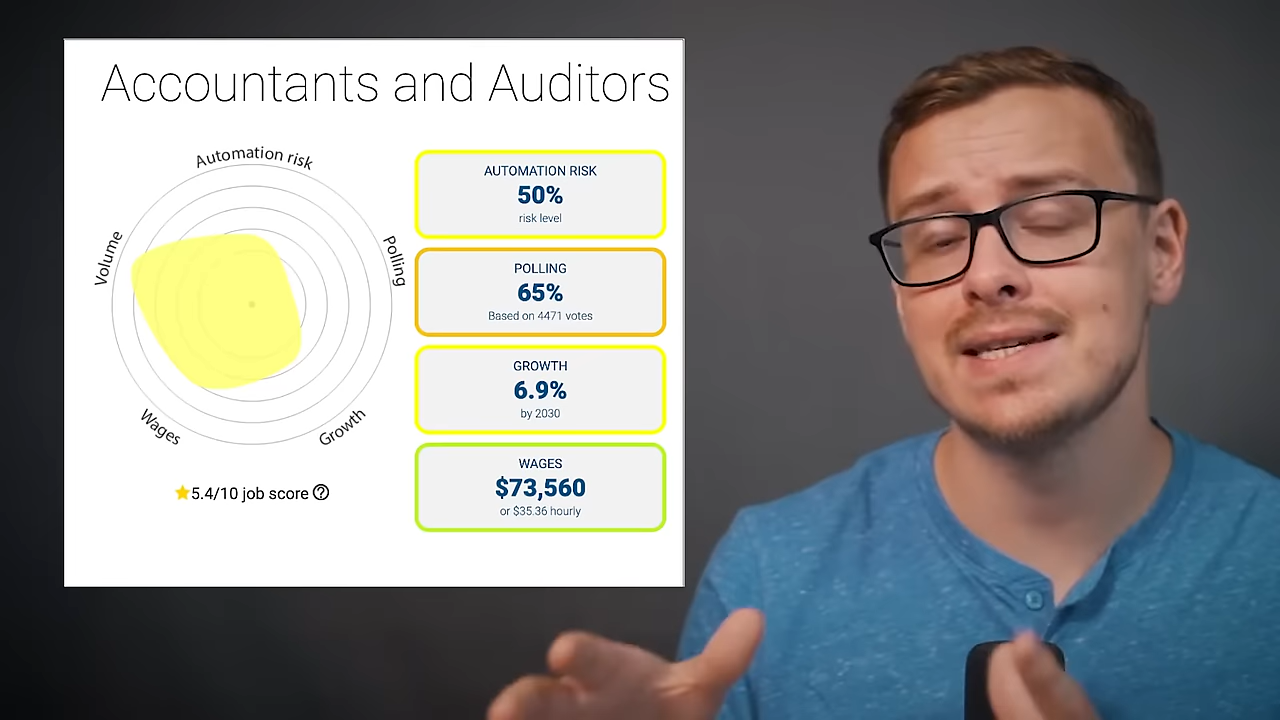 Accountants and Auditors
Automation risk
Polling
Growth
Wages
Volume
5.4/10 job score
AUTOMATION RISK
50%
risk level
POLLING
65%
Based on 4471 votes
GROWTH
6.9%
by 2030
WAGES
$73,560
or $35.36 hourly